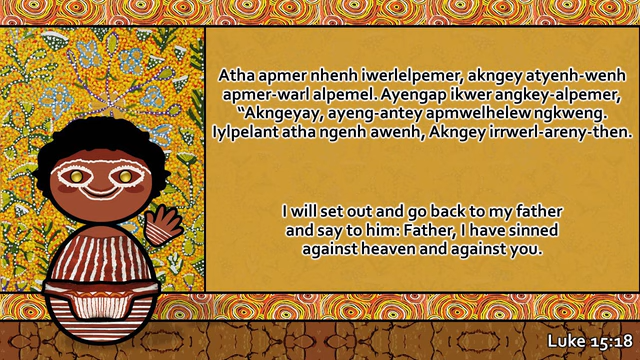 Atha apmer nhenh iwerlelpemer, akngey atyenh-wenh
apmer-warl alpemel. Ayengap ikwer angkey-alpemer,
“Akngeyay, ayeng-antey apmwelhelew ngkweng.
Iylpelant atha ngenh awenh, Akngey irrwerl-areny-then.
I will set out and go back to my father
and say to him: Father, I have sinned
against heaven and against you.
Luke 15:18